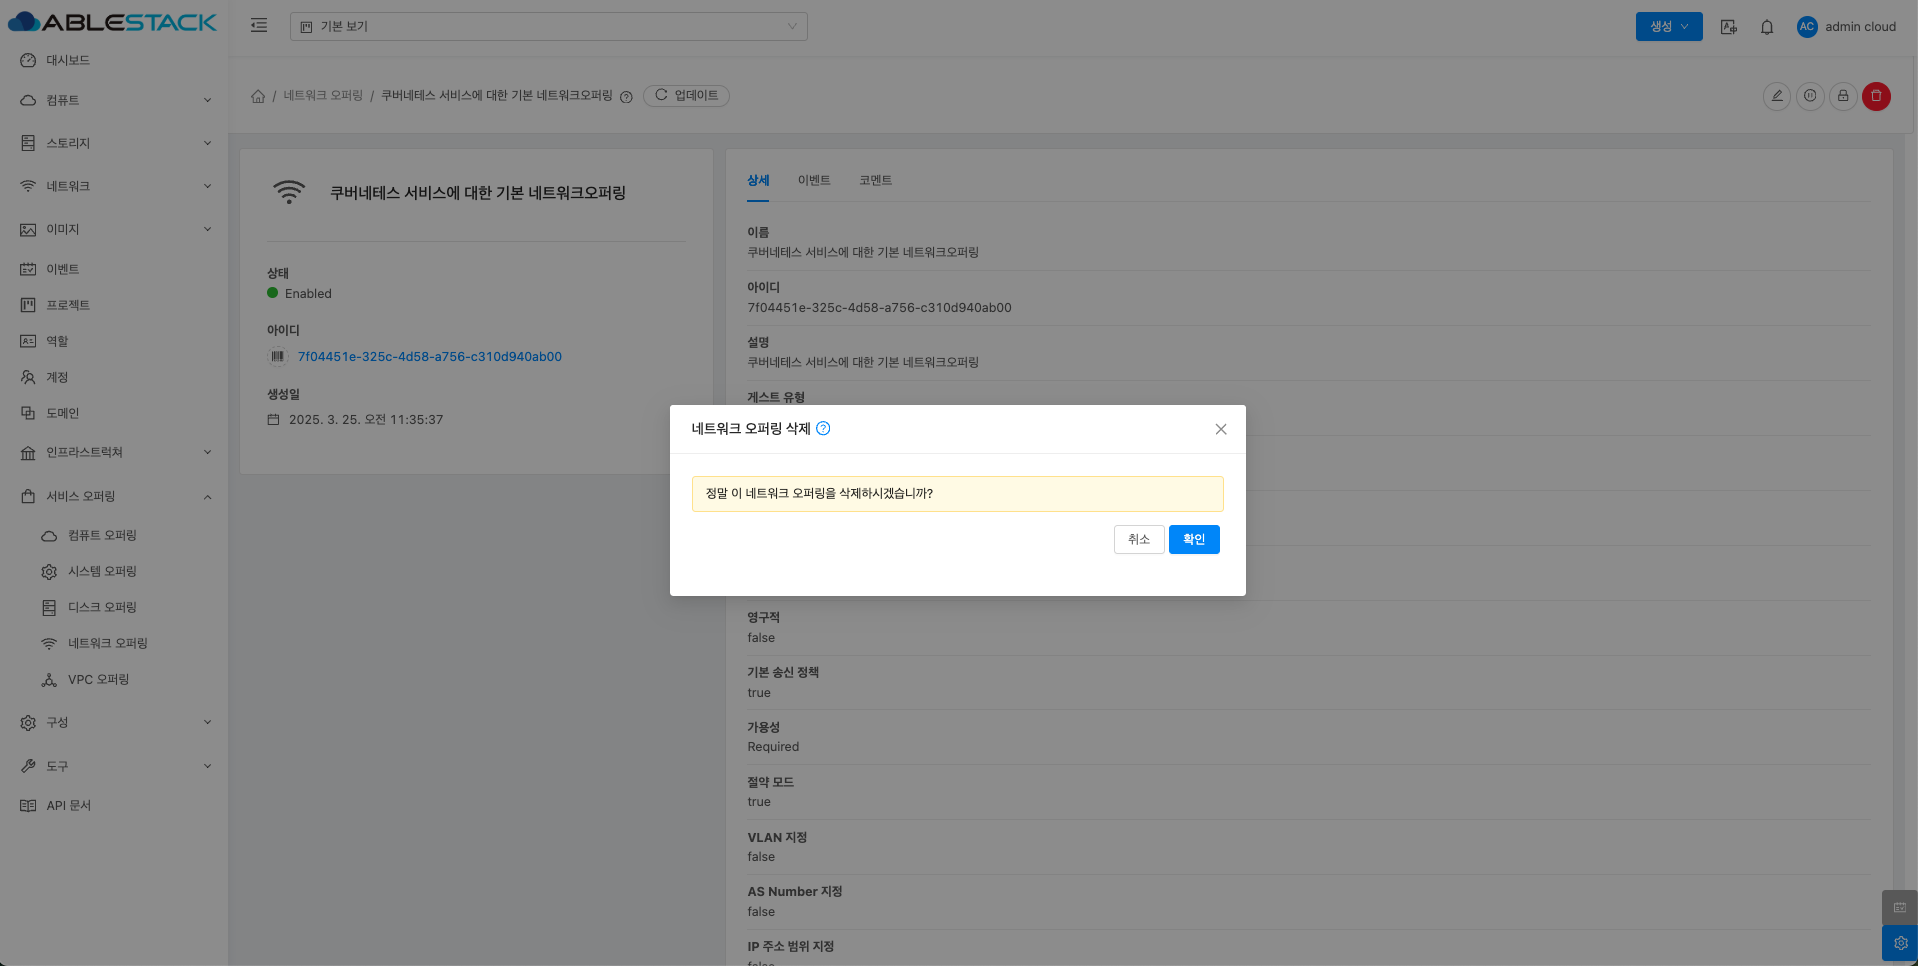 ABLESTACK
기본 보기
생성
AC
admin cloud
대시보드
컴퓨트
스토리지
네트워크
이미지
이벤트
프로젝트
역할
계정
도메인
인프라스트럭쳐
서비스 오퍼링
컴퓨트 오퍼링
시스템 오퍼링
디스크 오퍼링
네트워크 오퍼링
VPC 오퍼링
구성
도구
API 문서
/ 네트워크 오퍼링 / 쿠버네테스 서비스에 대한 기본 네트워크오퍼링
업데이트
쿠버네테스 서비스에 대한 기본 네트워크오퍼링
상태
Enabled
아이디
7f04451e-325c-4d58-a756-c310d940ab00
생성일
2025. 3. 25. 오전 11:35:37
상세 이벤트 코멘트
이름
쿠버네테스 서비스에 대한 기본 네트워크오퍼링
아이디
7f04451e-325c-4d58-a756-c310d940ab00
설명
쿠버네테스 서비스에 대한 기본 네트워크오퍼링
게스트 유형
네트워크 오퍼링 삭제
정말 이 네트워크 오퍼링을 삭제하시겠습니까?
취소 확인
영구적
false
기본 송신 정책
true
가용성
Required
절약 모드
true
VLAN 지정
false
AS Number 지정
false
IP 주소 범위 지정
false